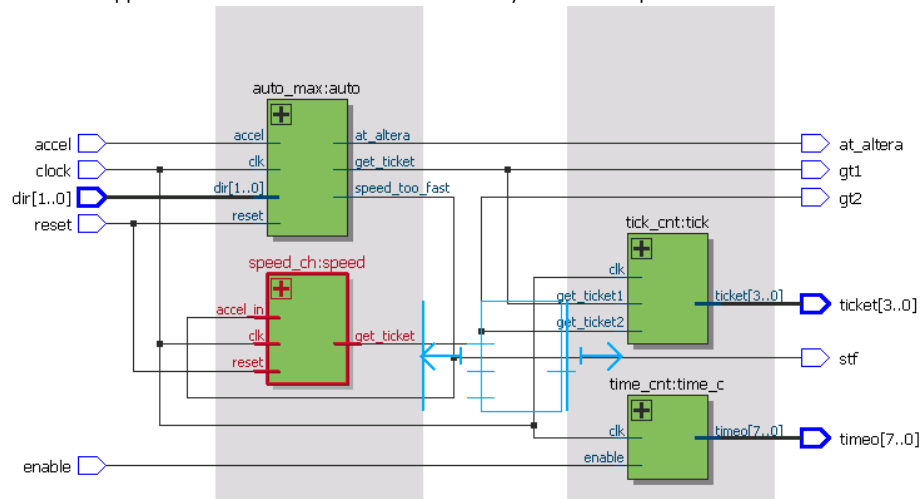 auto_max:auto
accel
clock
dir[1..0]
reset
accel
clk
dir[1..0]
reset
at_altera
get_ticket
speed_too_fast
at_altera
gt1
gt2
speed_ch:speed
accel_in
clk
reset
get_ticket
tick_cnt:tick
clk
get_ticket1
get_ticket2
ticket[3..0]
ticket[3..0]
stf
time_cnt:time_c
clk
enable
timeo[7..0]
timeo[7..0]
enable